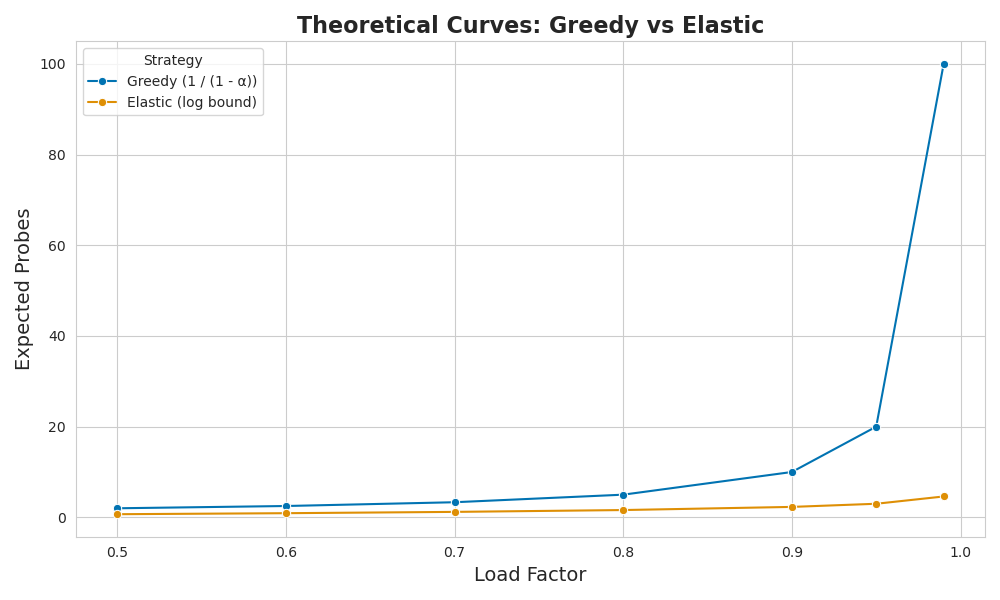 Theoretical Curves: Greedy vs Elastic
Strategy
Greedy (1 / (1 - α))
Elastic (log bound)
Expected Probes
100
80
60
40
20
0
0.5 0.6 0.7 0.8 0.9 1.0
Load Factor